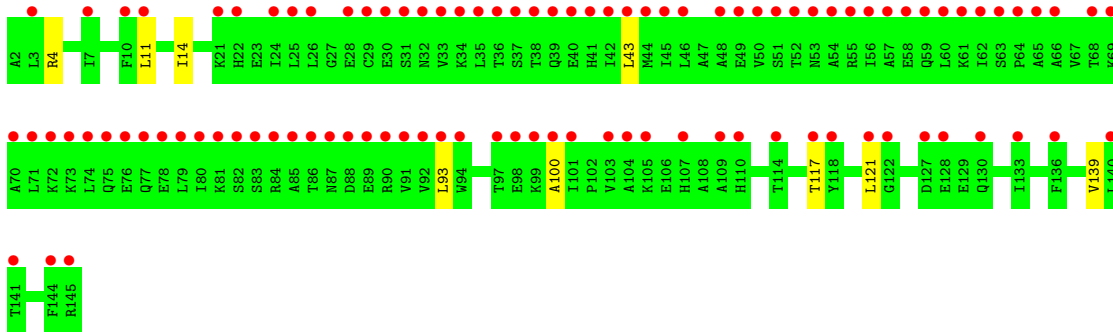 A2 L3 R4 I7 F10 L11 I14 K21 H22 E23 I24 L25 L26 G27 E28 C29 E30 S31 N32 V33 K34 L35 T36 S37 T38 Q39 E40 H41 I42 L43 M44 I45 L46 A47 A48 E49 V50 S51 T52 N53 A54 R55 I56 A57 E58 Q59 L60 K61 I62 S63 P64 A65 A66 V67 T68 K69
A70 L71 K72 K73 L74 Q75 E76 Q77 E78 L79 I80 K81 S82 S83 R84 A85 T86 N87 D88 E89 R90 V91 V92 L93 W94 T97 E98 K99 A100 I101 P102 V103 A104 K105 E106 H107 A108 A109 H110 T114 T117 Y118 L121 G122 D127 E128 E129 Q130 I133 F136 V139 L140
T141 F144 R145